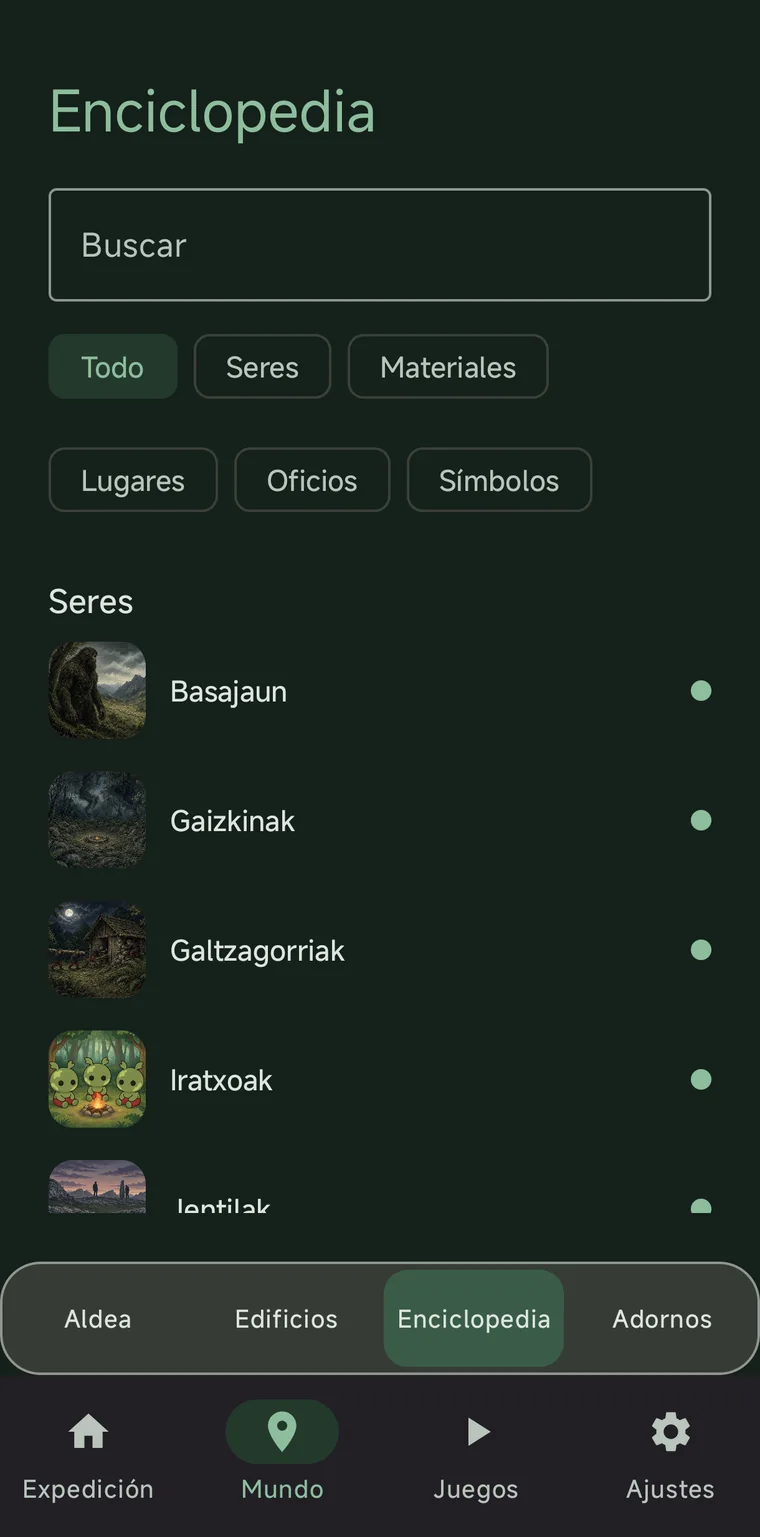 Enciclopedia
Buscar
Todo Seres Materiales
Lugares Oficios Símbolos
Seres
Basajaun
Gaizkinak
Galtzagorriak
Iratxoak
Jentilak
Aldea Edificios Enciclopedia Adornos
Expedición Mundo Juegos Ajustes